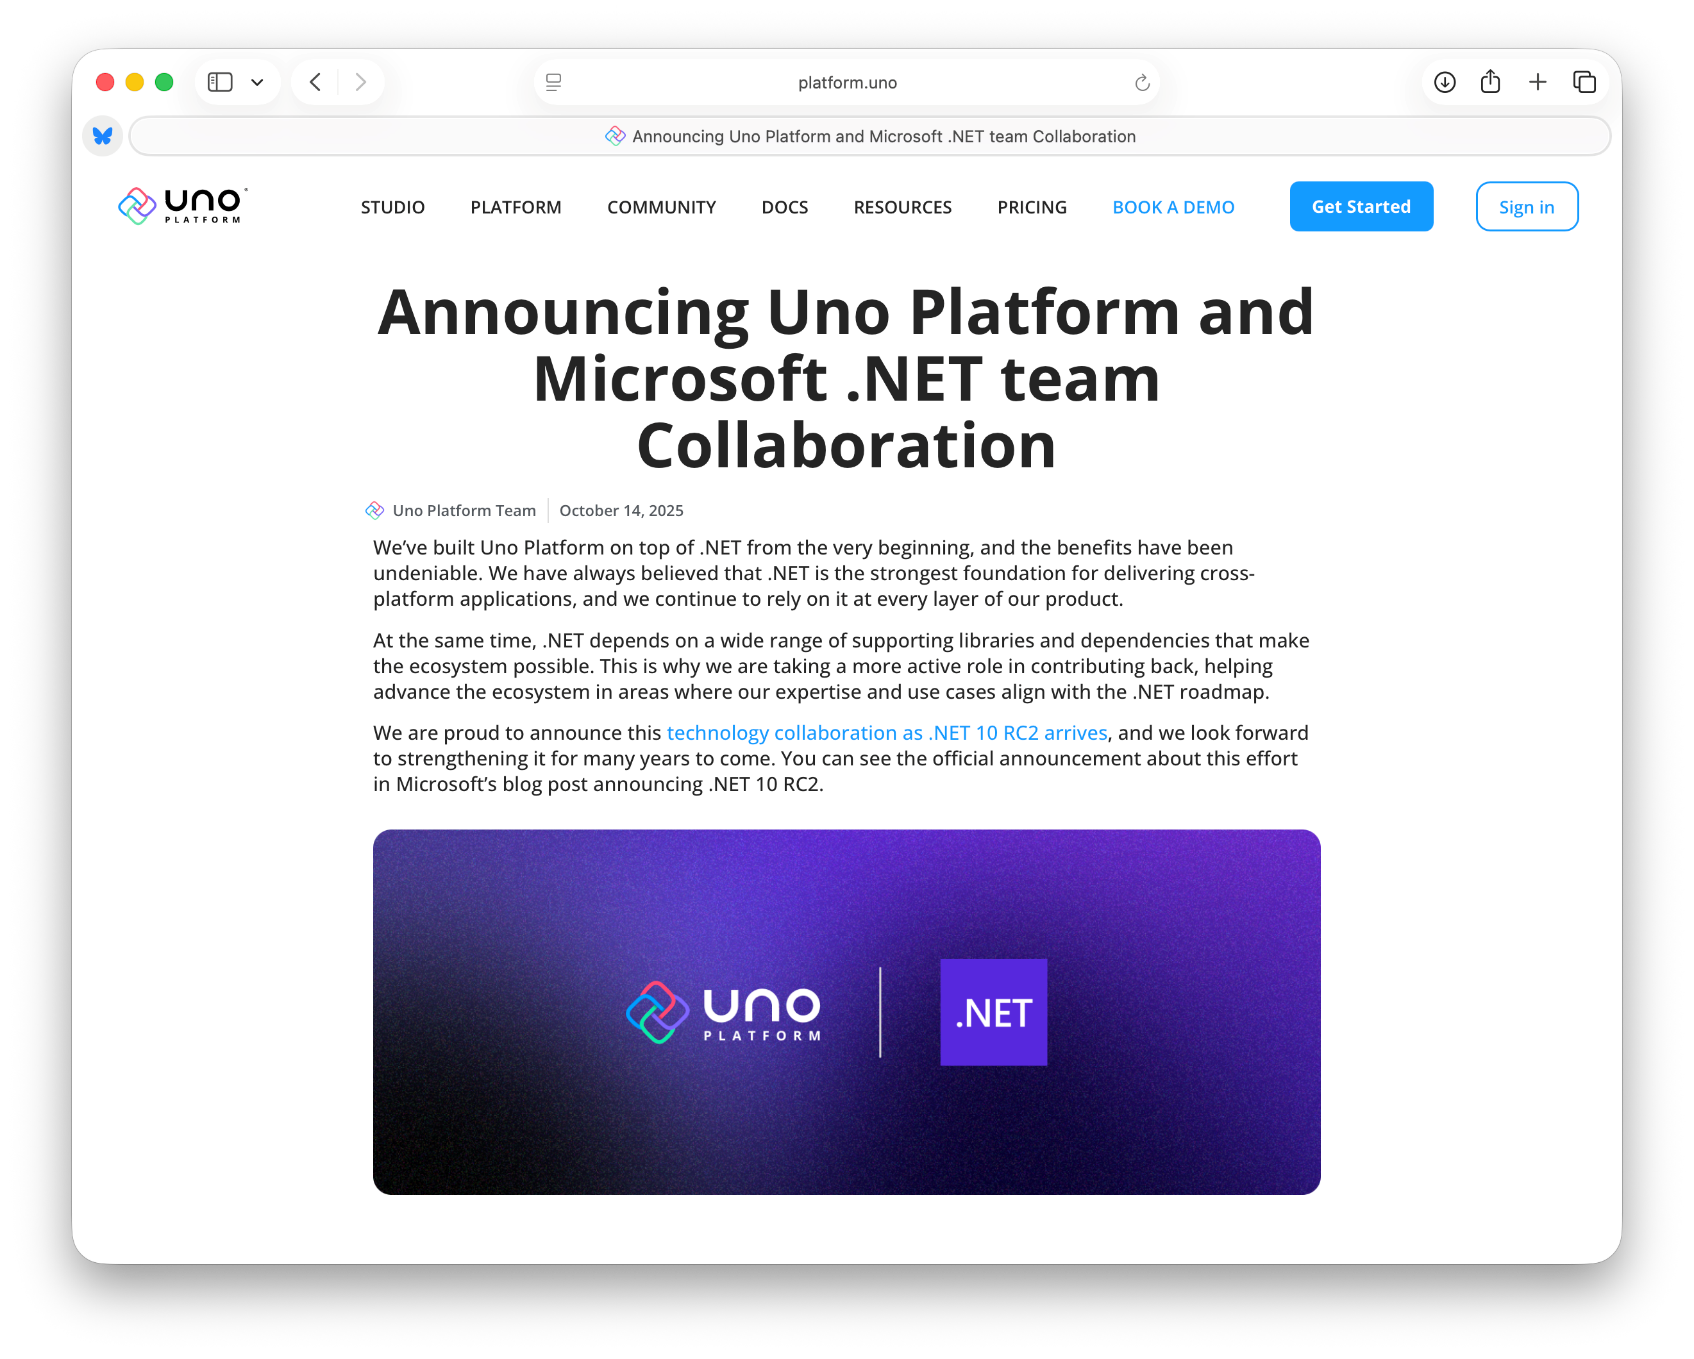 platform.uno
Announcing Uno Platform and Microsoft .NET team Collaboration
uno
PLATFORM
STUDIO PLATFORM COMMUNITY DOCS RESOURCES PRICING BOOK A DEMO Get Started Sign in
Announcing Uno Platform and
Microsoft .NET team
Collaboration
Uno Platform Team October 14, 2025
We’ve built Uno Platform on top of .NET from the very beginning, and the benefits have been
undeniable. We have always believed that .NET is the strongest foundation for delivering cross-
platform applications, and we continue to rely on it at every layer of our product.
At the same time, .NET depends on a wide range of supporting libraries and dependencies that make
the ecosystem possible. This is why we are taking a more active role in contributing back, helping
advance the ecosystem in areas where our expertise and use cases align with the .NET roadmap.
We are proud to announce this technology collaboration as .NET 10 RC2 arrives, and we look forward
to strengthening it for many years to come. You can see the official announcement about this effort
in Microsoft’s blog post announcing .NET 10 RC2.
uno
PLATFORM
.NET